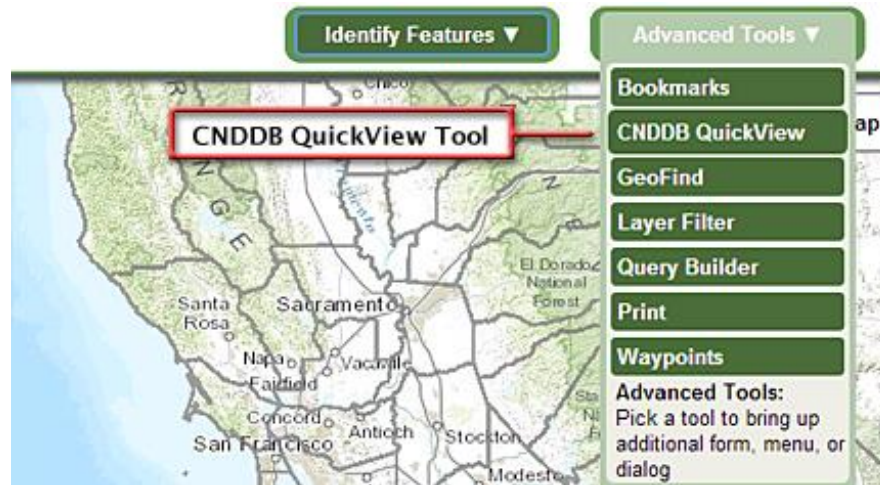 Identify Features ▼
Advanced Tools ▼
Bookmarks
CNDDB QuickView
GeoFind
Layer Filter
Query Builder
Print
Waypoints
Advanced Tools:
Pick a tool to bring up
additional form, menu, or
dialog
CNDDB QuickView Tool
ap
Chico
R
N
G
E
N
El Dorado
National
Forest
Santa
Rosa
Sacramento
Napa
Vacaville
Fairfield
Concord
Antioch
Stockton
San Francisco
Modesto